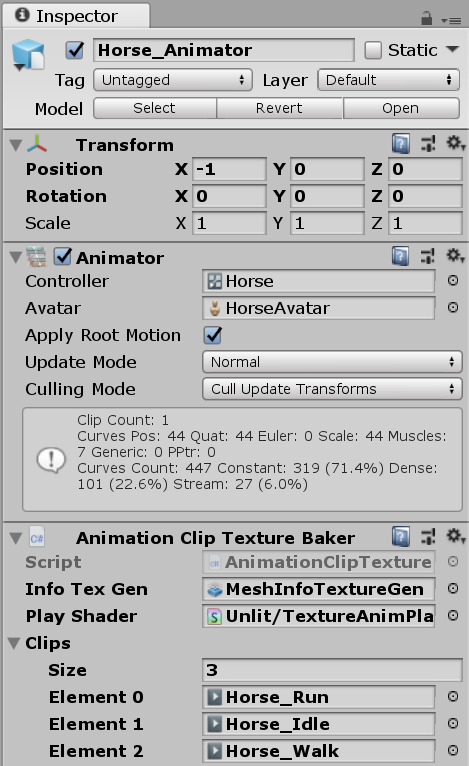 Inspector
Horse_Animator Static
Tag Untagged Layer Default
Model Select Revert Open
Transform
Position X -1 Y 0 Z 0
Rotation X 0 Y 0 Z 0
Scale X 1 Y 1 Z 1
Animator
Controller Horse
Avatar HorseAvatar
Apply Root Motion
Update Mode Normal
Culling Mode Cull Update Transforms
Clip Count: 1
Curves Pos: 44 Quat: 44 Euler: 0 Scale: 44 Muscles:
7 Generic: 0 PPtr: 0
Curves Count: 447 Constant: 319 (71.4%) Dense:
101 (22.6%) Stream: 27 (6.0%)
C# Animation Clip Texture Baker
Script C# AnimationClipTexture
Info Tex Gen MeshInfoTextureGen
Play Shader S Unlit/TextureAnimPla
Clips
Size 3
Element 0 Horse_Run
Element 1 Horse_Idle
Element 2 Horse_Walk